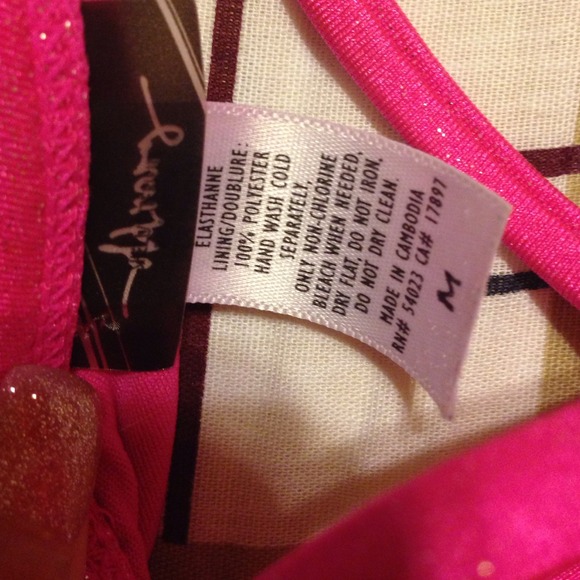 ELASTHANNE
LINING/DOUBLURE:
100% POLYESTER
HAND WASH COLD
SEPARATELY.
ONLY NON-CHLORINE
BLEACH WHEN NEEDED,
DRY FLAT, DO NOT IRON,
DO NOT DRY CLEAN.
MADE IN CAMBODIA
RN# 54023 CA# 17897
M